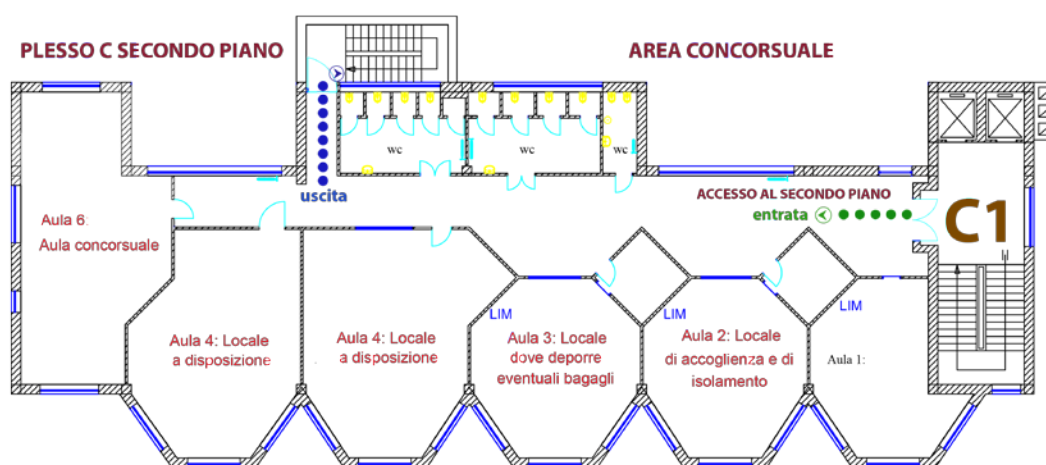 PLESSO C SECONDO PIANO
AREA CONCORSUALE
wc
wc
wc
uscita
ACCESSO AL SECONDO PIANO
entrata
C1
Aula 6:
Aula concorsuale
Aula 4: Locale
a disposizione
Aula 4: Locale
a disposizione
LIM
Aula 3: Locale
dove deporre
eventuali bagagli
LIM
Aula 2: Locale
di accoglienza e di
isolamento
LIM
Aula 1: